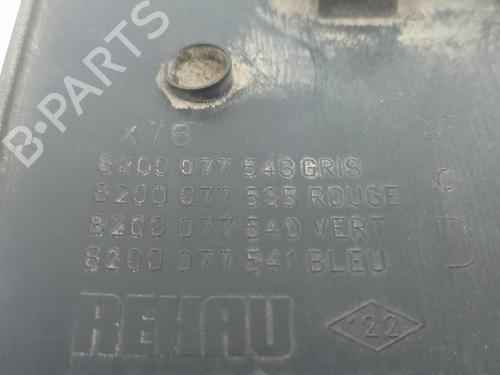 B-PARTS
X76
8200 077 543 GRIS
8200 077 535 ROUGE
8200 077 540 VERT
8200 077 541 BLEU
C
D
REHAU
122